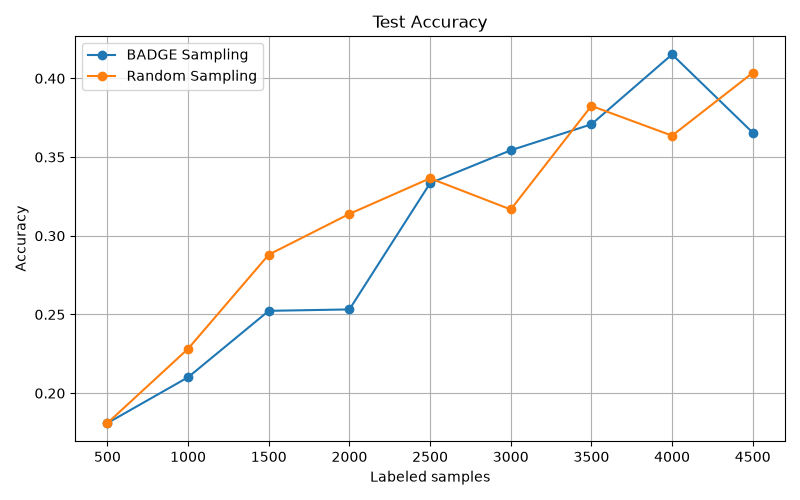 Test Accuracy
BADGE Sampling
Random Sampling
0.40
0.35
0.30
0.25
0.20
Accuracy
500 1000 1500 2000 2500 3000 3500 4000 4500
Labeled samples